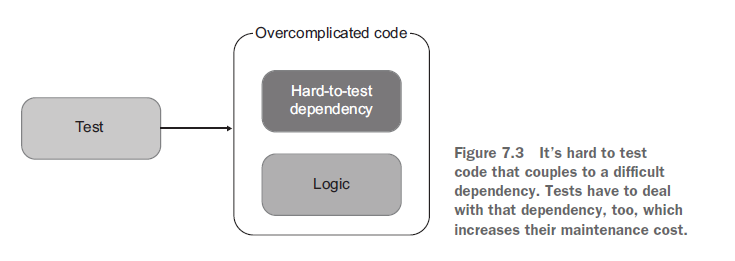 Overcomplicated code
Hard-to-test
dependency
Test
Logic
Figure 7.3 It’s hard to test
code that couples to a difficult
dependency. Tests have to deal
with that dependency, too, which
increases their maintenance cost.